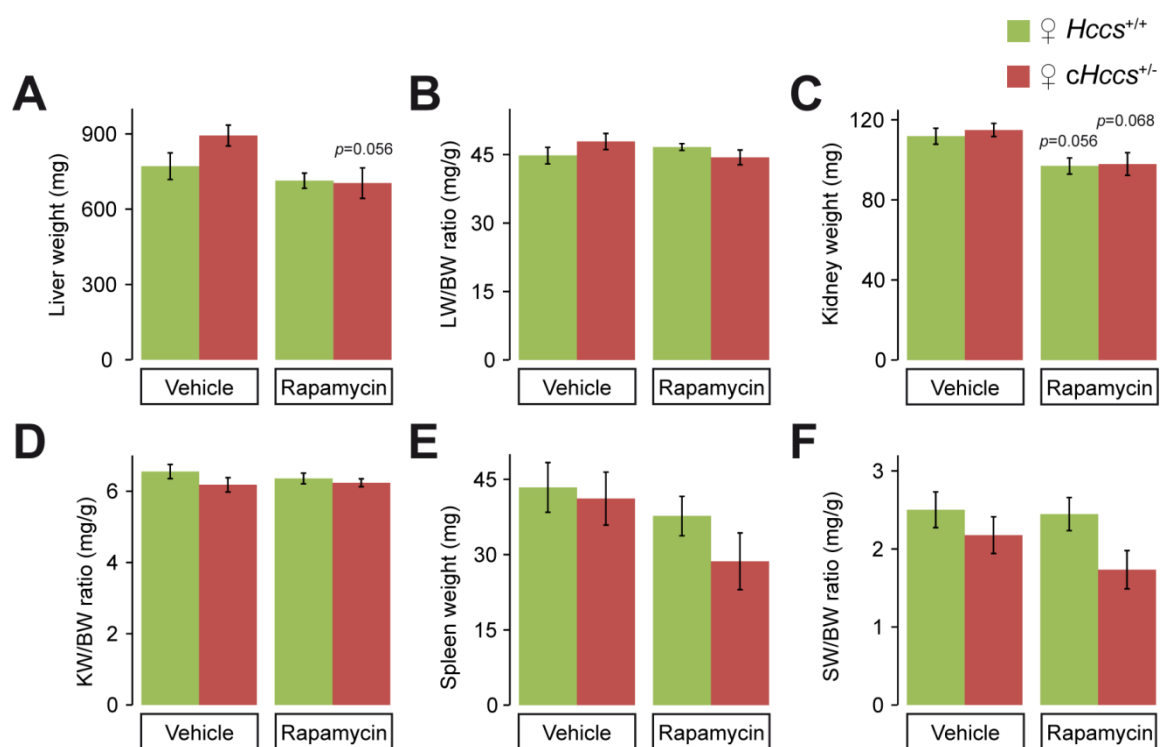 ♀ Hccs+/+
♀ cHccs+/-
A
Liver weight (mg)
900
600
300
0
p=0.056
Vehicle
Rapamycin
B
LW/BW ratio (mg/g)
45
30
15
0
Vehicle
Rapamycin
C
Kidney weight (mg)
120
80
40
0
p=0.056
p=0.068
Vehicle
Rapamycin
D
KW/BW ratio (mg/g)
6
4
2
0
Vehicle
Rapamycin
E
Spleen weight (mg)
45
30
15
0
Vehicle
Rapamycin
F
SW/BW ratio (mg/g)
3
2
1
0
Vehicle
Rapamycin